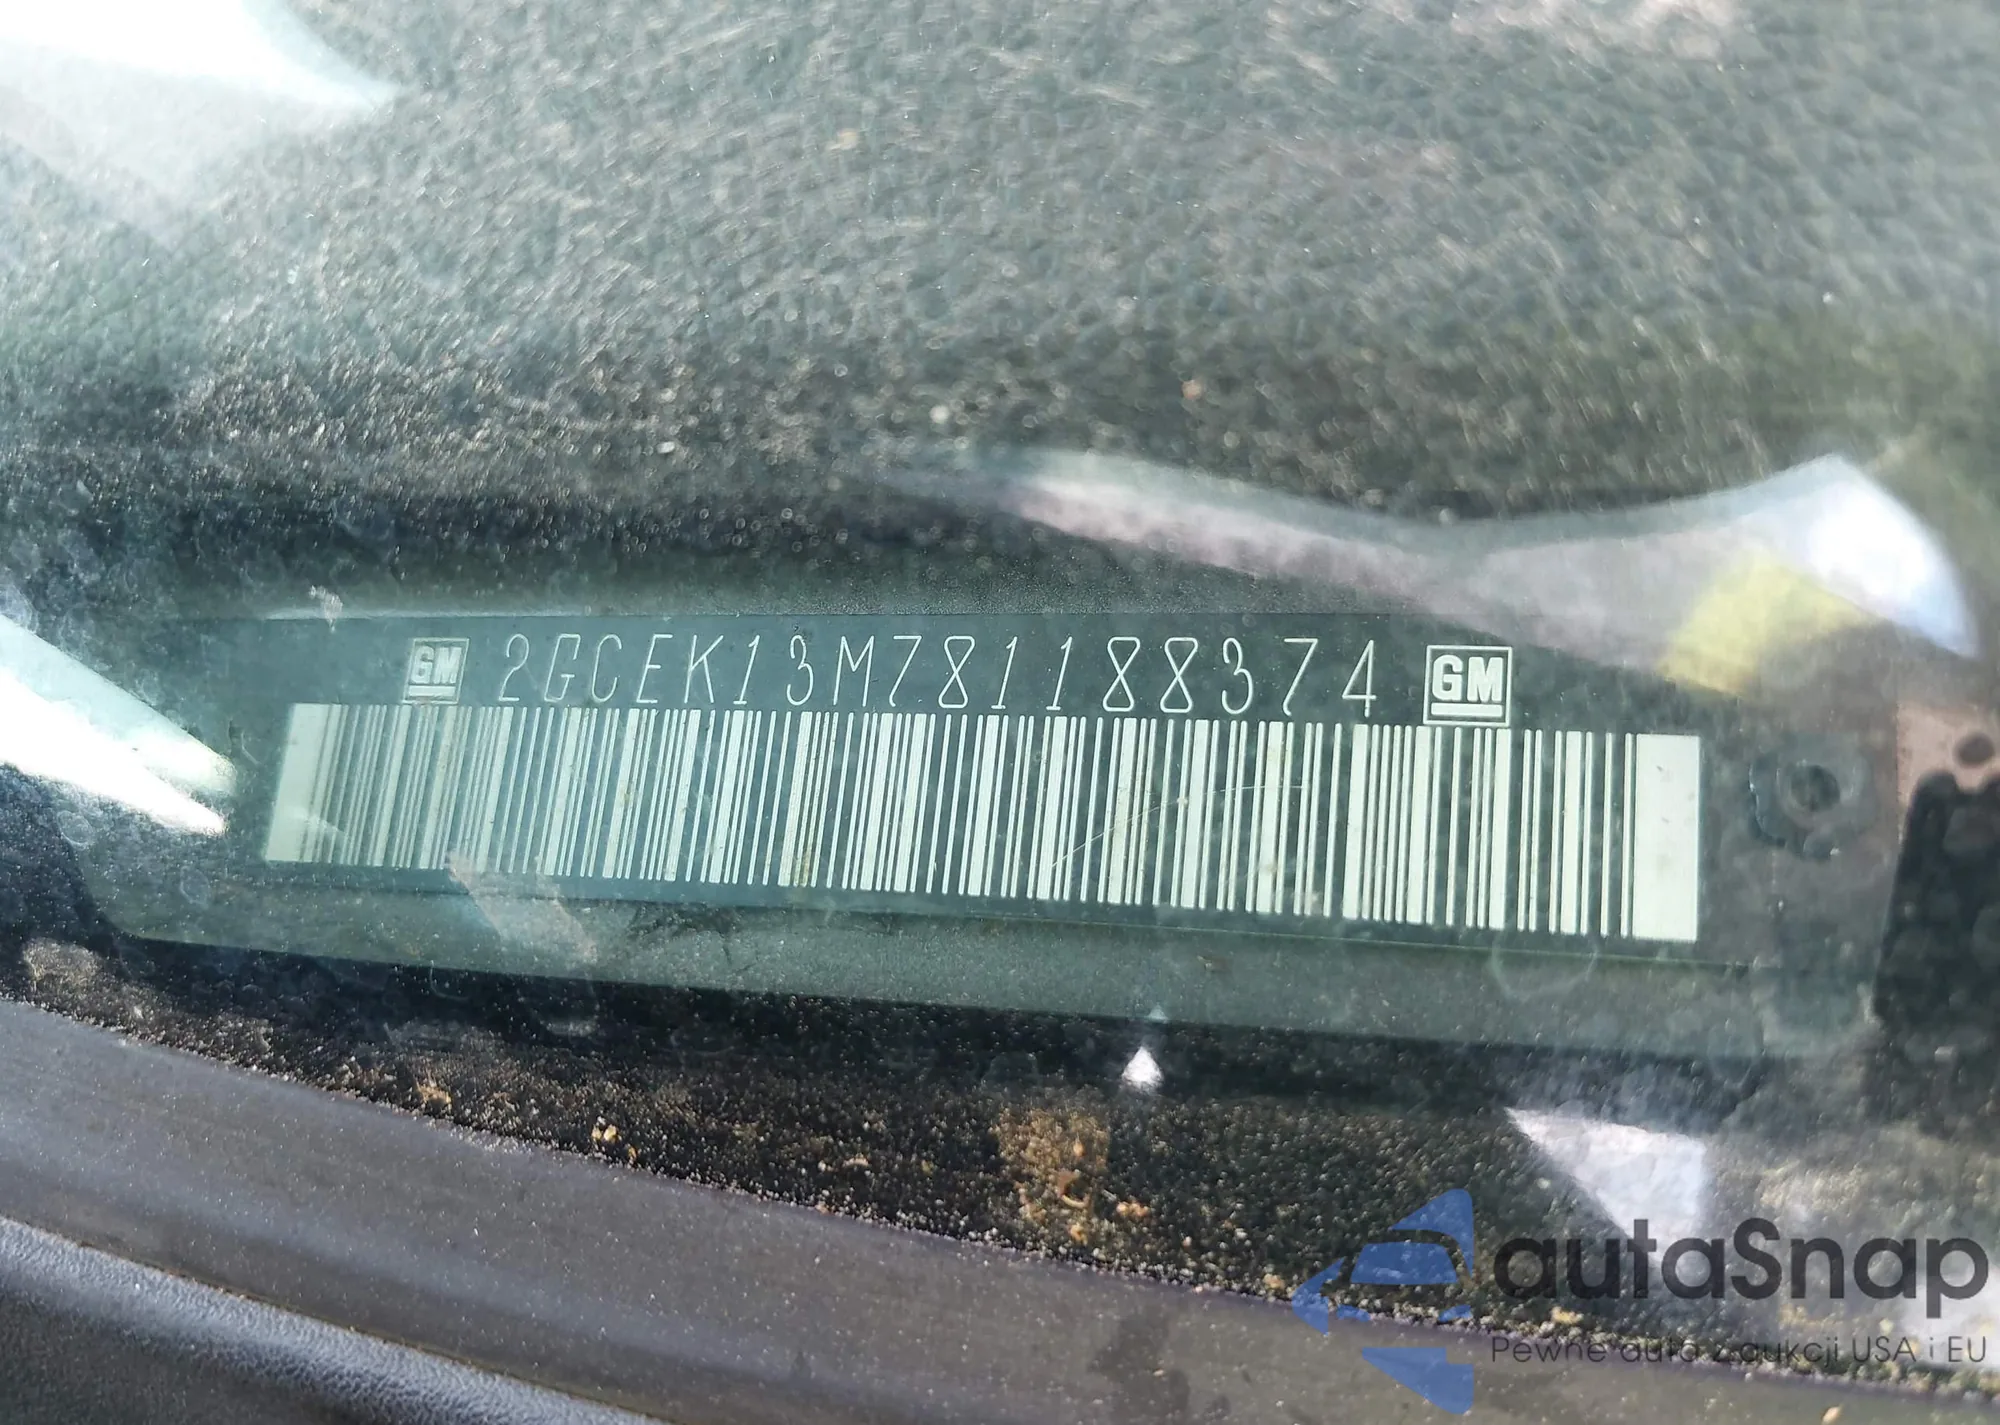 GM 2GCEK13M781188374 GM
autaSnap
Pewne auta z aukcji USA i EU